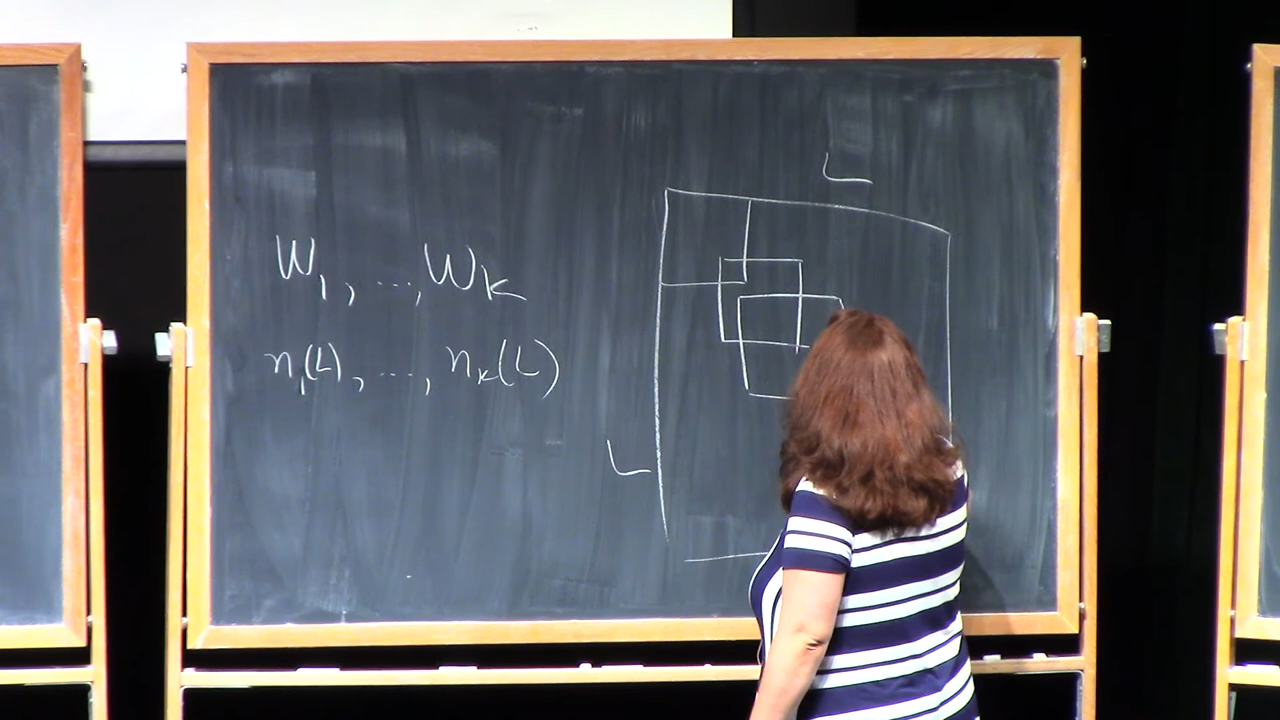 L
W₁, ..., Wₖ
n₁(L), ..., nₖ(L)
L